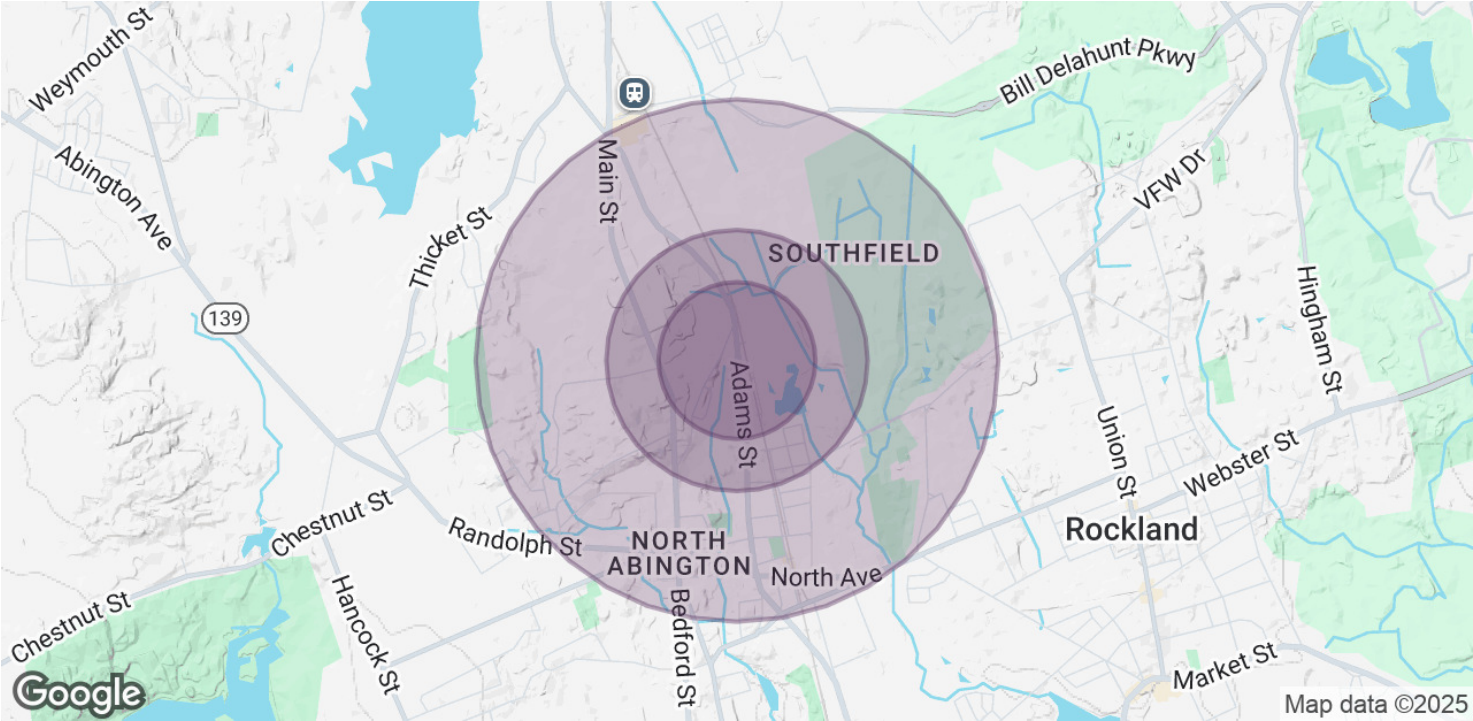 Weymouth St
Bill Delahunt Pkwy
Abington Ave
Main St
VFW Dr
Thicket St
SOUTHFIELD
Hingham St
139
Adams St
Union St
Webster St
Chestnut St
Randolph St
NORTH
ABINGTON
Rockland
North Ave
Chestnut St
Hancock St
Bedford St
Market St
Google
Map data ©2025